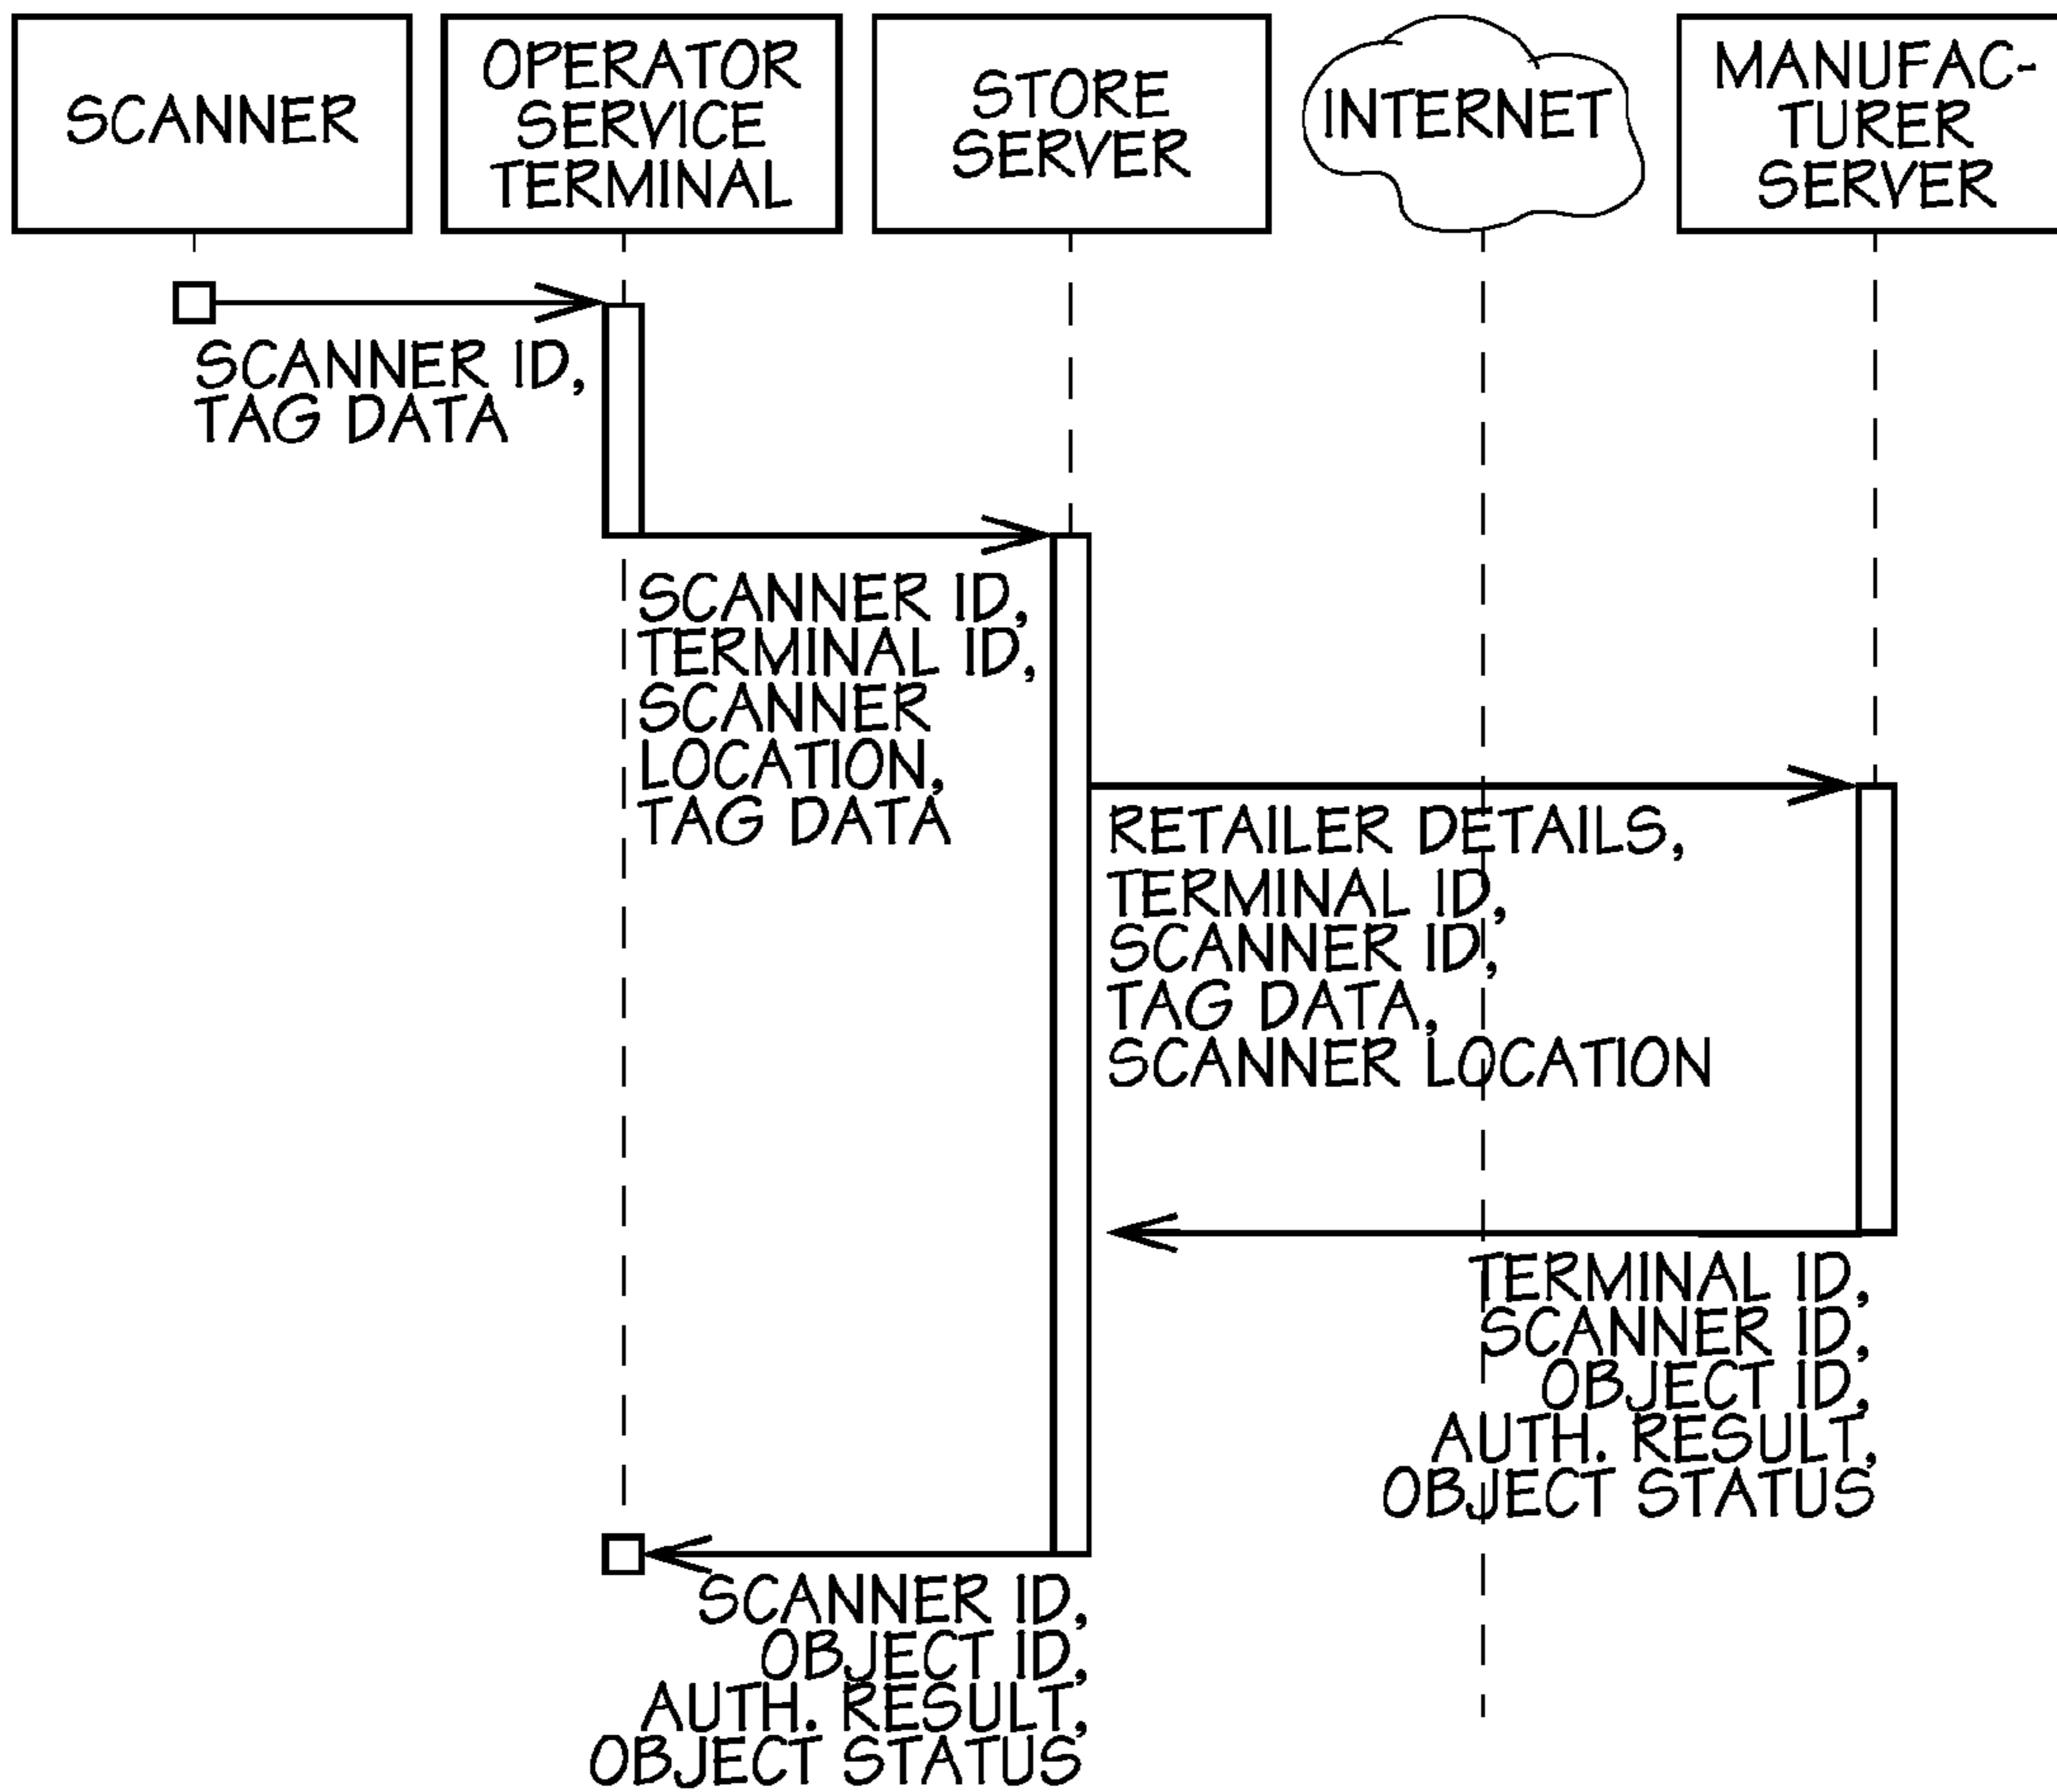 SCANNER
OPERATOR
SERVICE
TERMINAL
STORE
SERVER
INTERNET
MANUFAC-
TURER
SERVER
SCANNER ID,
TAG DATA
SCANNER ID,
TERMINAL ID,
SCANNER
LOCATION,
TAG DATA
RETAILER DETAILS,
TERMINAL ID,
SCANNER ID,
TAG DATA,
SCANNER LOCATION
TERMINAL ID,
SCANNER ID,
OBJECT ID,
AUTH. RESULT,
OBJECT STATUS
SCANNER ID,
OBJECT ID,
AUTH. RESULT,
OBJECT STATUS